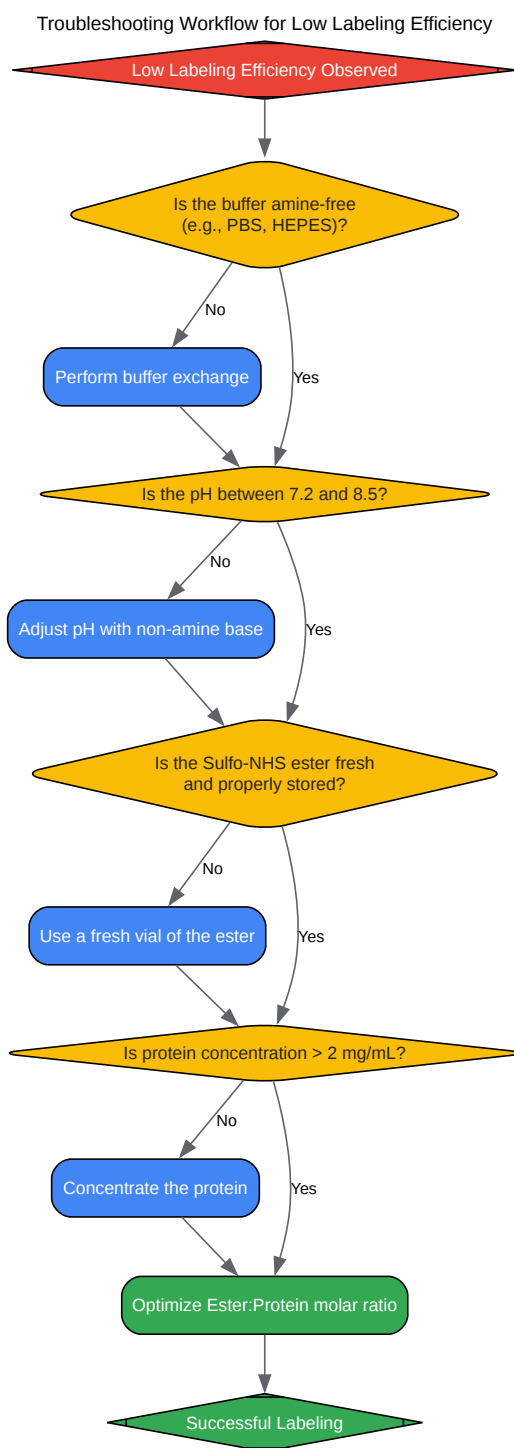 Troubleshooting Workflow for Low Labeling Efficiency
Low Labeling Efficiency Observed
Is the buffer amine-free
(e.g., PBS, HEPES)?
No
Perform buffer exchange
Yes
Is the pH between 7.2 and 8.5?
No
Adjust pH with non-amine base
Yes
Is the Sulfo-NHS ester fresh
and properly stored?
No
Use a fresh vial of the ester
Yes
Is protein concentration > 2 mg/mL?
No
Concentrate the protein
Yes
Optimize Ester:Protein molar ratio
Successful Labeling